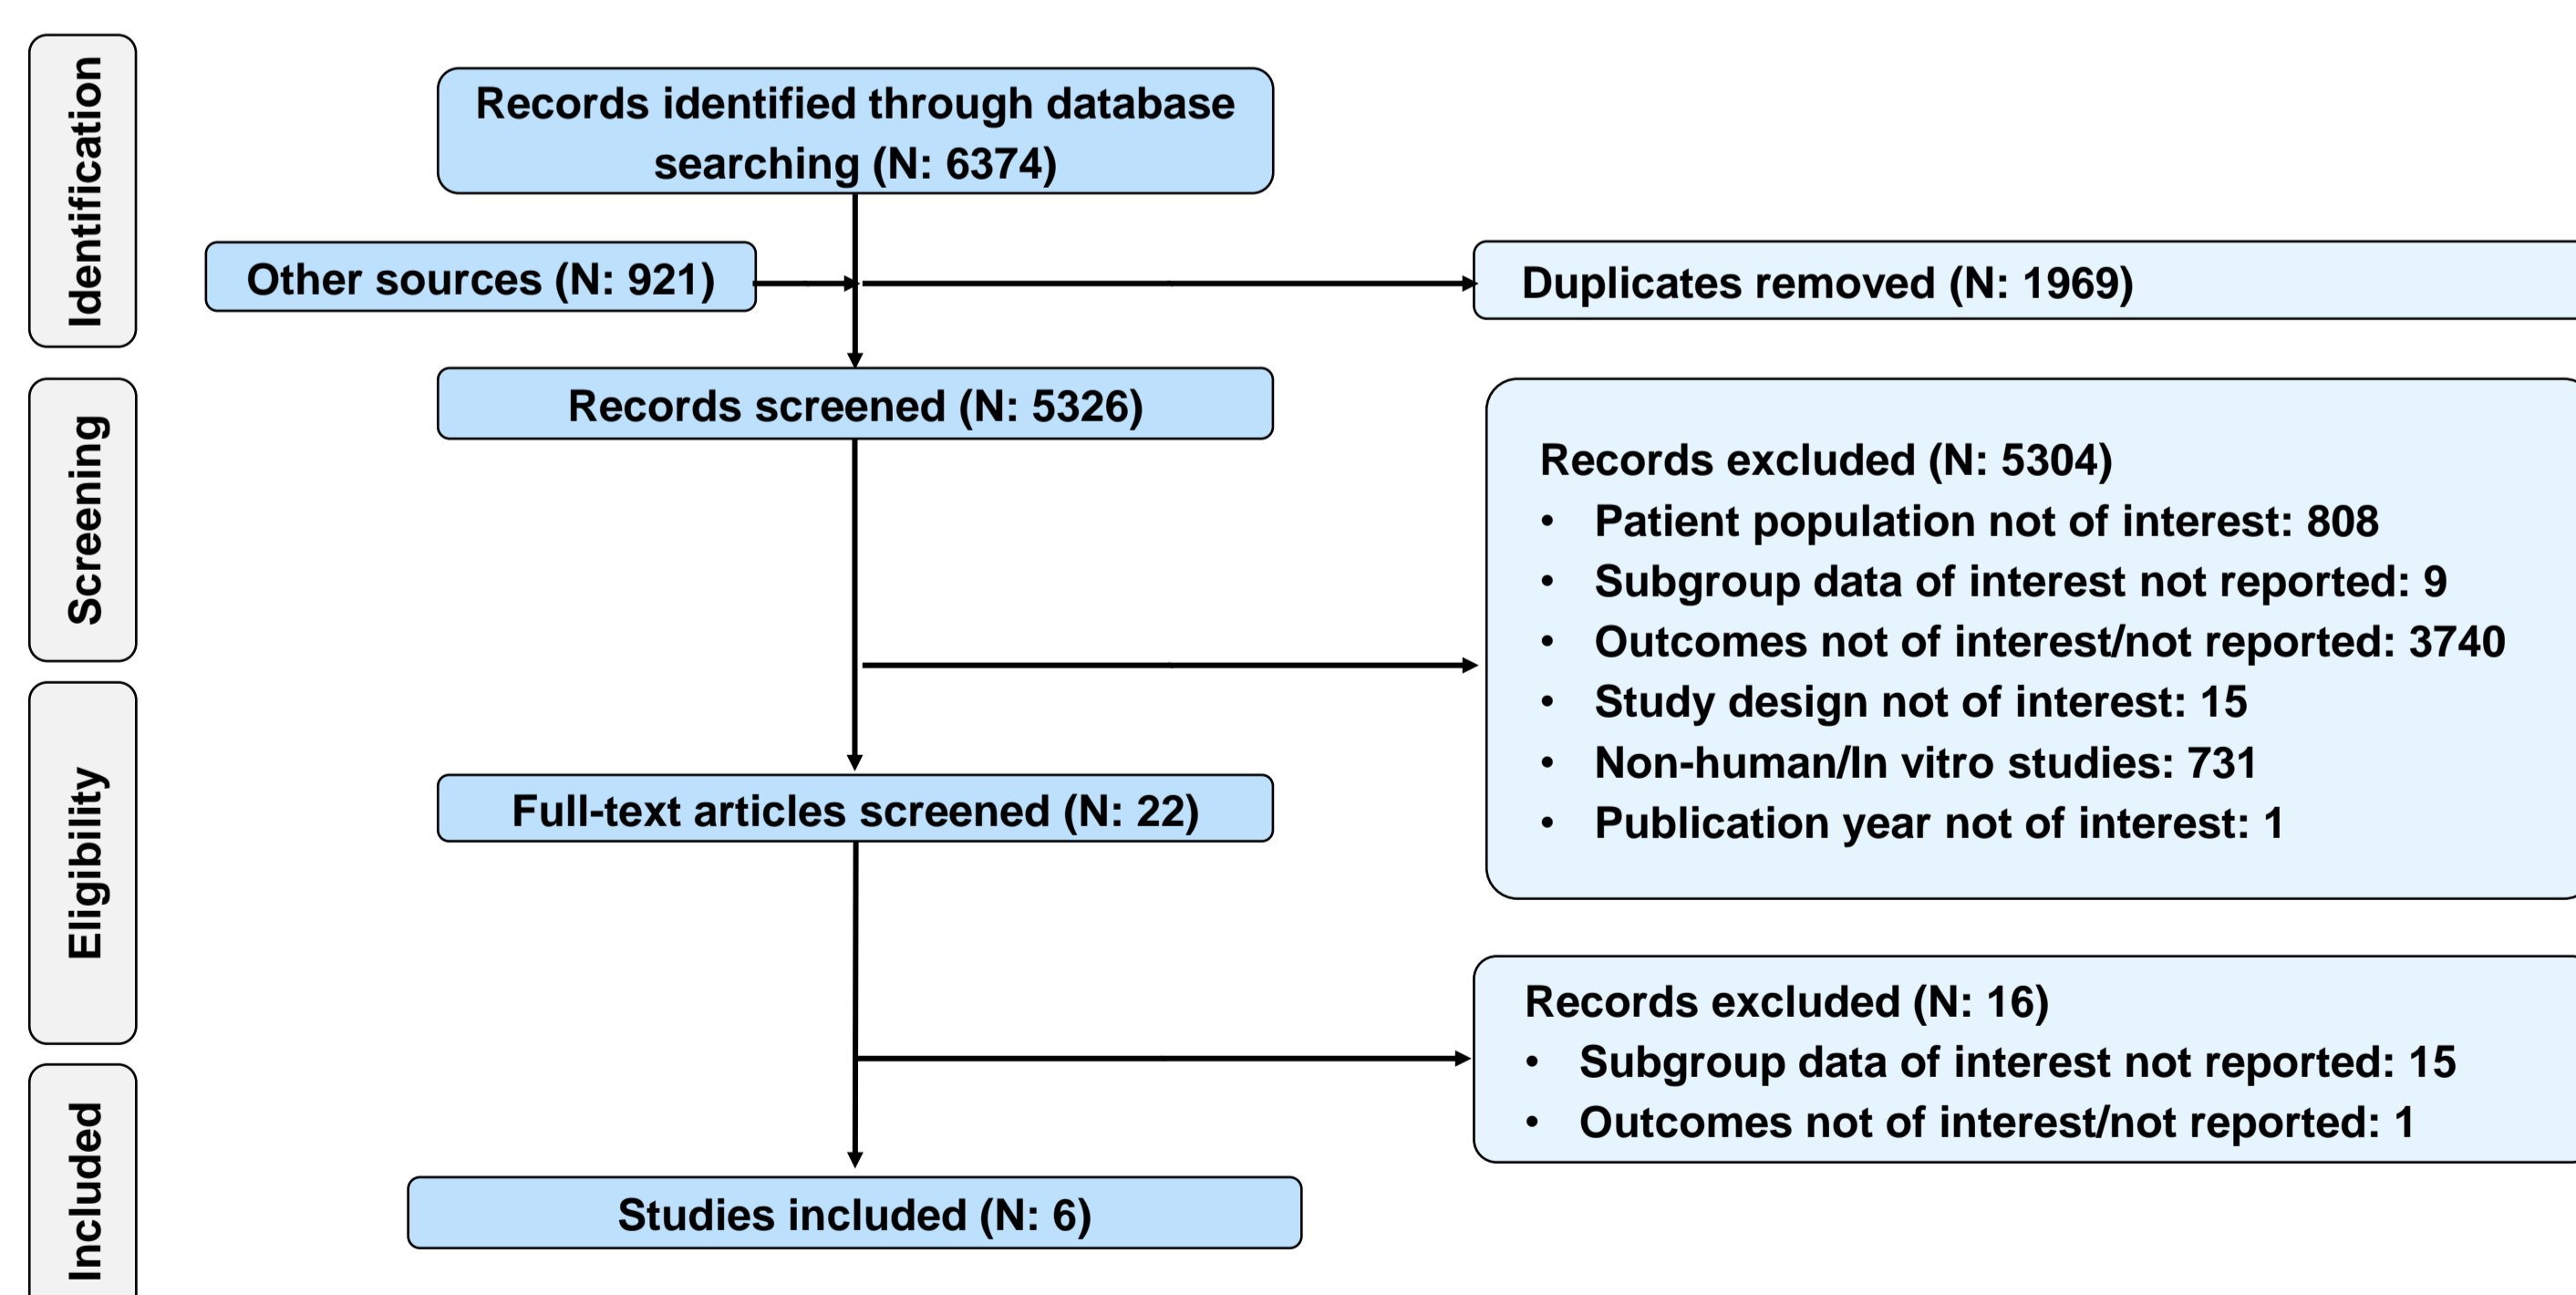 Identification
Records identified through database
searching (N: 6374)
Other sources (N: 921)
Duplicates removed (N: 1969)
Screening
Records screened (N: 5326)
Records excluded (N: 5304)
• Patient population not of interest: 808
• Subgroup data of interest not reported: 9
• Outcomes not of interest/not reported: 3740
• Study design not of interest: 15
• Non-human/In vitro studies: 731
• Publication year not of interest: 1
Eligibility
Full-text articles screened (N: 22)
Records excluded (N: 16)
• Subgroup data of interest not reported: 15
• Outcomes not of interest/not reported: 1
Included
Studies included (N: 6)